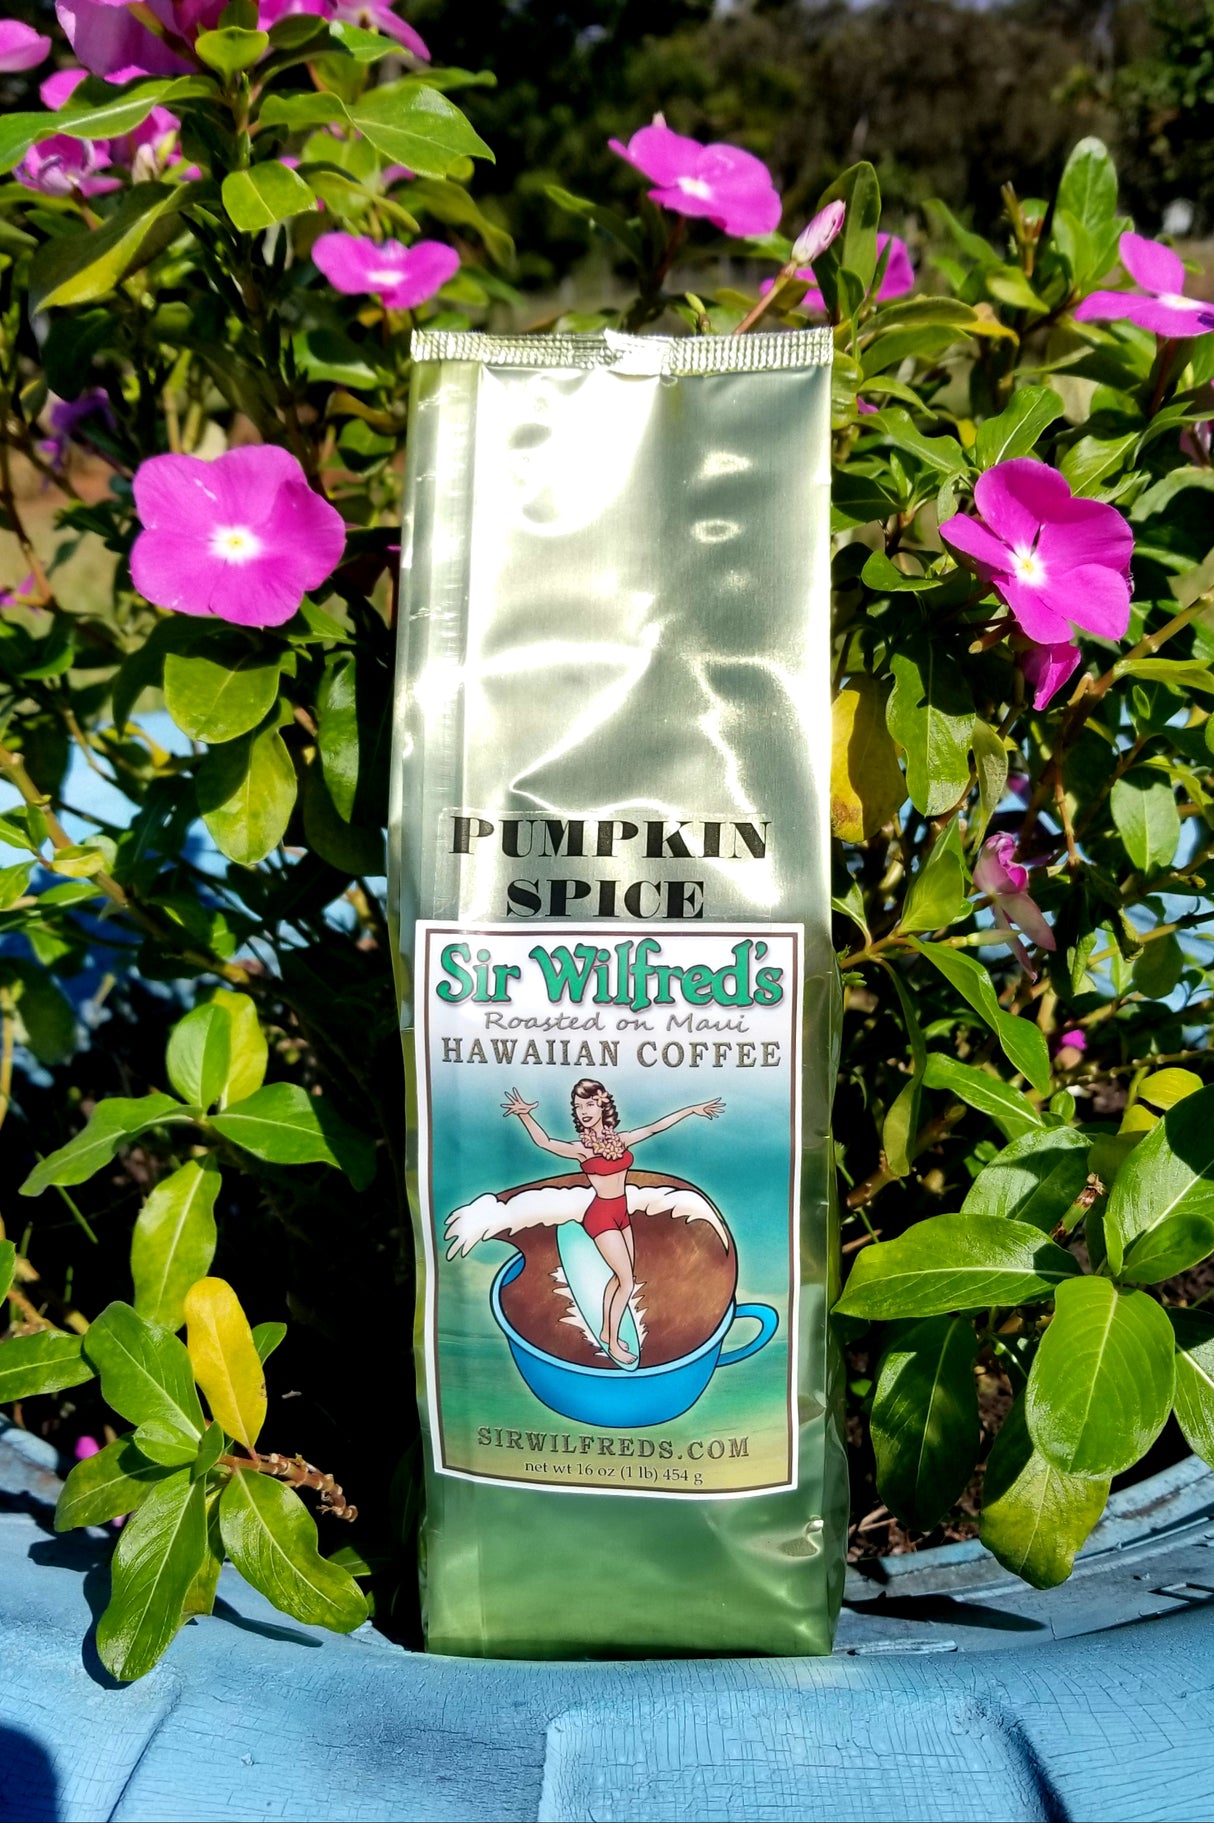 PUMPKIN
SPICE
Sir Wilfred's
Roasted on Maui
HAWAIIAN COFFEE
SIRWILFREDS.COM
net wt 16 oz (1 lb) 454 g